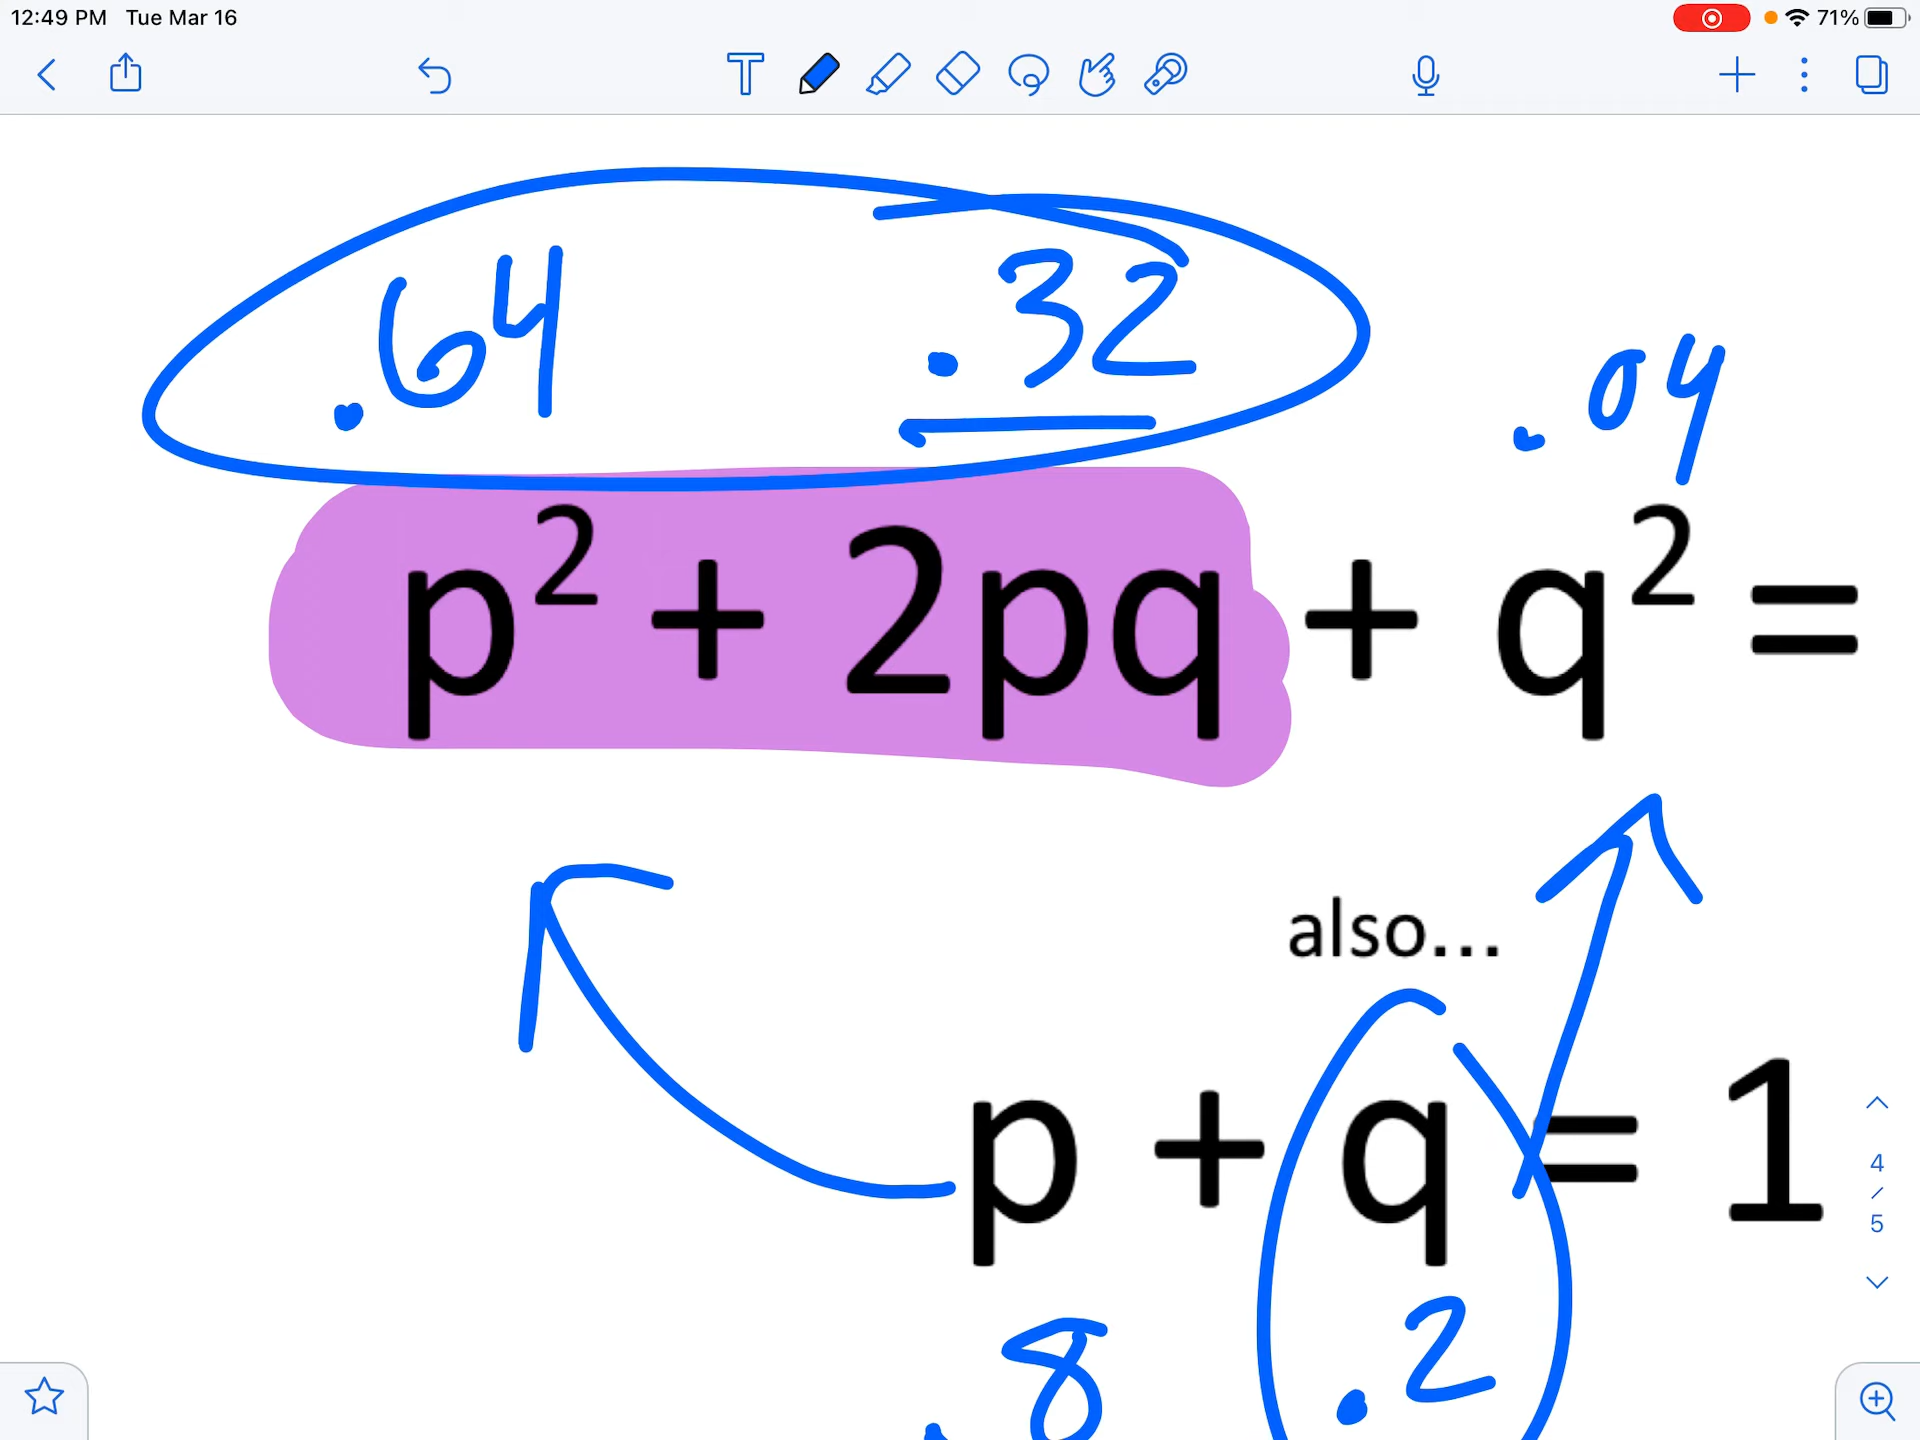 12:49 PM Tue Mar 16 71%
T
.64 .32 .04
p² + 2pq + q² =
also...
p + q = 1
.8 .2
4
/
5